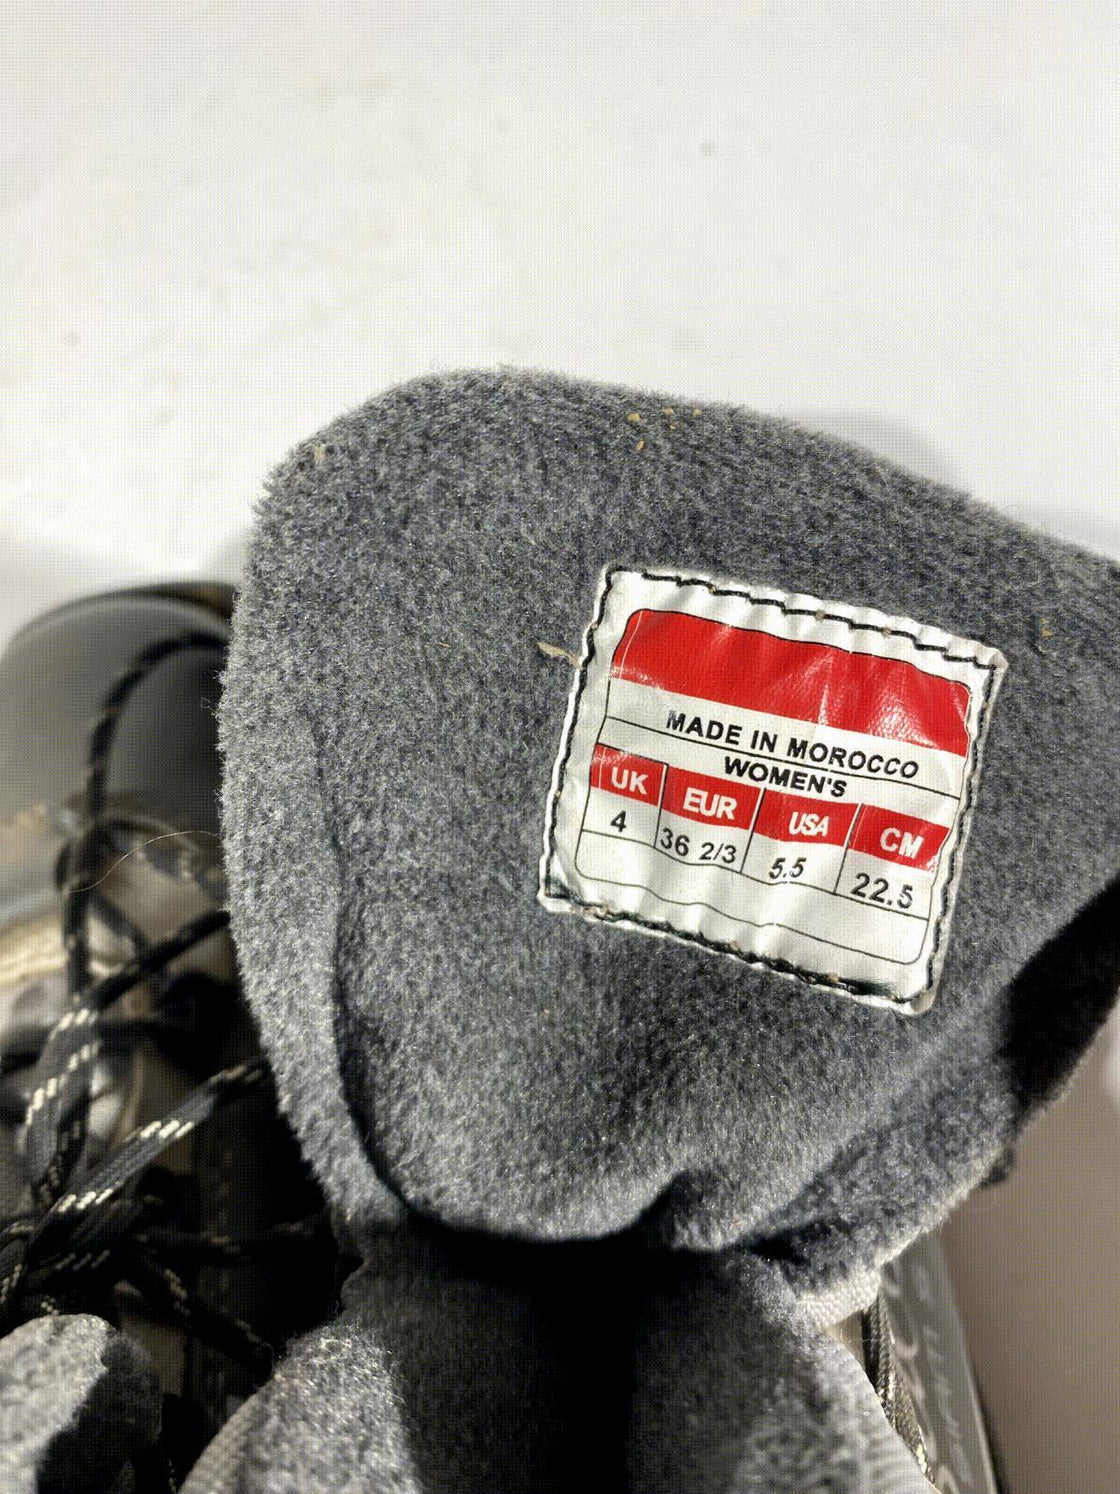 MADE IN MOROCCO
WOMEN'S
UK EUR USA CM
4 36 2/3 5.5 22.5